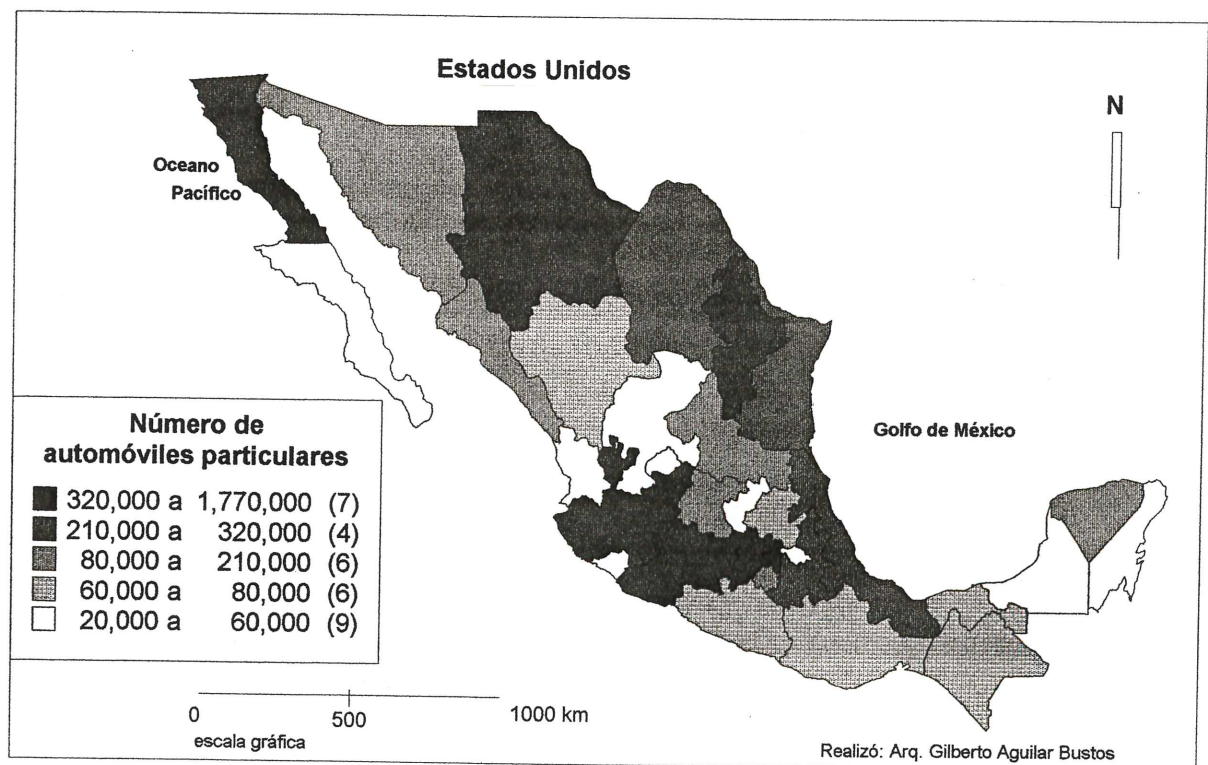 Estados Unidos
N
Oceano
Pacífico
Golfo de México
Número de
automóviles particulares
320,000 a 1,770,000 (7)
210,000 a 320,000 (4)
80,000 a 210,000 (6)
60,000 a 80,000 (6)
20,000 a 60,000 (9)
0 500 1000 km
escala gráfica
Realizó: Arq. Gilberto Aguilar Bustos